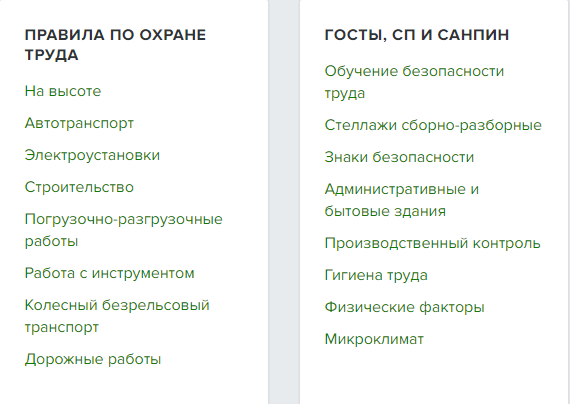 ПРАВИЛА ПО ОХРАНЕ
ТРУДА
На высоте
Автотранспорт
Электроустановки
Строительство
Погрузочно-разгрузочные
работы
Работа с инструментом
Колесный безрельсовый
транспорт
Дорожные работы
ГОСТЫ, СП И САНПИН
Обучение безопасности
труда
Стеллажи сборно-разборные
Знаки безопасности
Административные и
бытовые здания
Производственный контроль
Гигиена труда
Физические факторы
Микроклимат